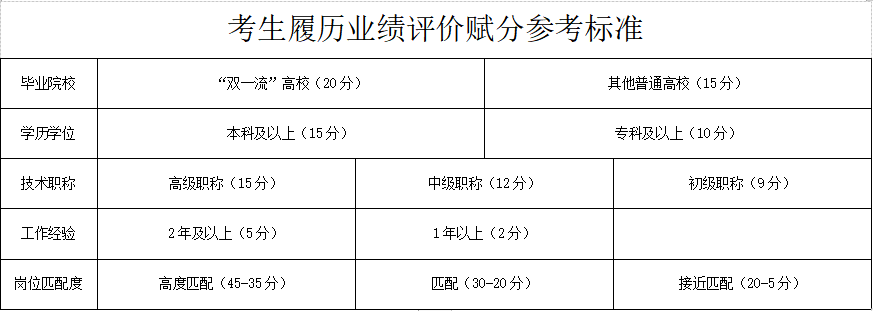 考生履历业绩评价赋分参考标准
毕业院校 “双一流”高校（20分） 其他普通高校（15分）
学历学位 本科及以上（15分） 专科及以上（10分）
技术职称 高级职称（15分） 中级职称（12分） 初级职称（9分）
工作经验 2年及以上（5分） 1年以上（2分）
岗位匹配度 高度匹配（45-35分） 匹配（30-20分） 接近匹配（20-5分）